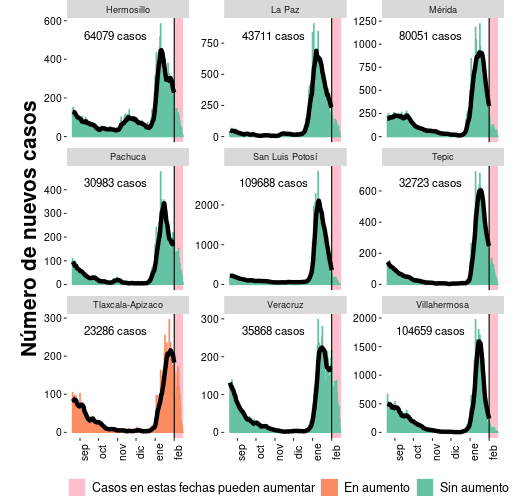 Número de nuevos casos
Hermosillo
64079 casos
600
400
200
0
La Paz
43711 casos
750
500
250
0
Mérida
80051 casos
1250
1000
750
500
250
0
Pachuca
30983 casos
400
300
200
100
0
San Luis Potosí
109688 casos
2000
1000
0
Tepic
32723 casos
600
400
200
0
Tlaxcala-Apizaco
23286 casos
300
200
100
0
Veracruz
35868 casos
300
200
100
0
Villahermosa
104659 casos
2000
1500
1000
500
0
sep oct nov dic ene feb
sep oct nov dic ene feb
sep oct nov dic ene feb
Casos en estas fechas pueden aumentar En aumento Sin aumento